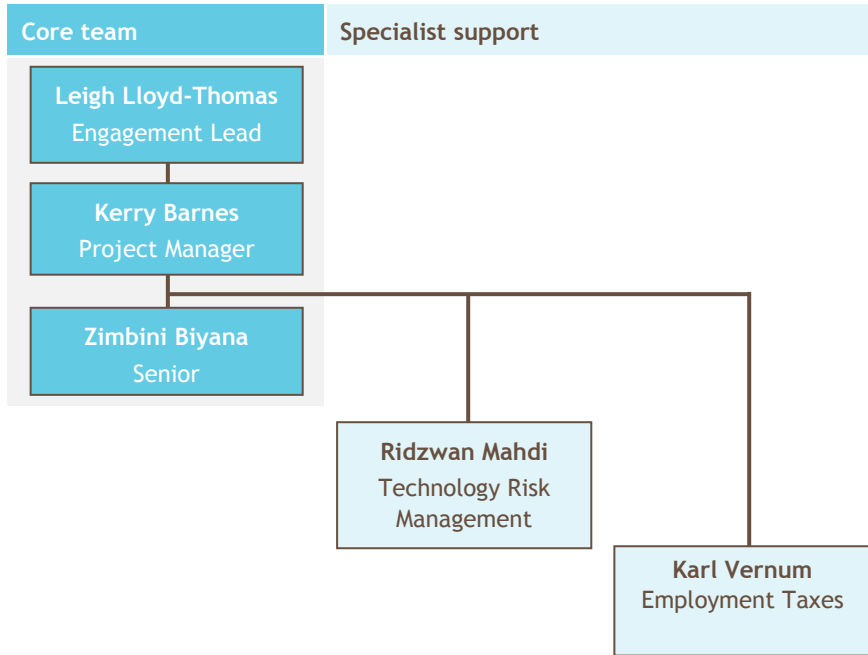 Core team
Specialist support
Leigh Lloyd-Thomas
Engagement Lead
Kerry Barnes
Project Manager
Zimbini Biyana
Senior
Ridzwan Mahdi
Technology Risk
Management
Karl Vernum
Employment Taxes